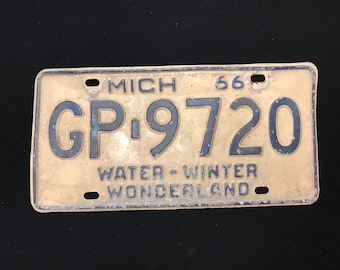 MICH 66
GP-9720
WATER-WINTER
WONDERLAND